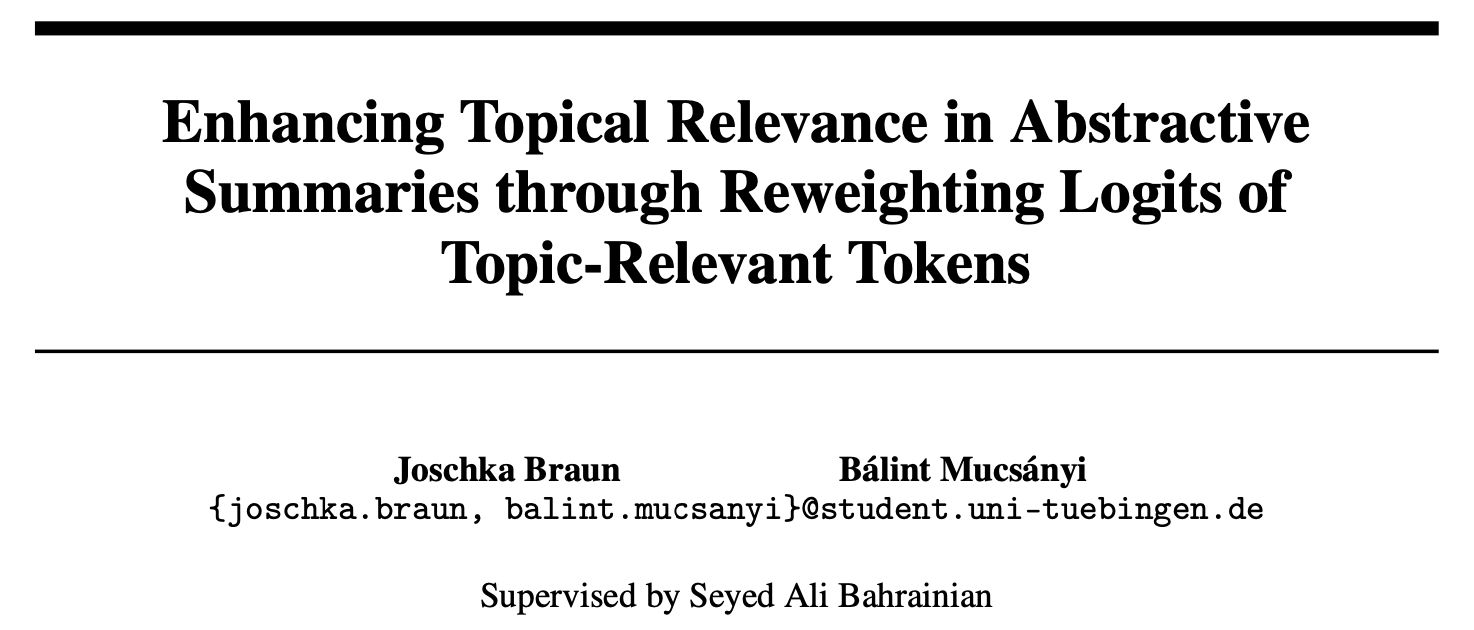 Enhancing Topical Relevance in Abstractive
Summaries through Reweighting Logits of
Topic-Relevant Tokens
Joschka Braun Bálint Mucsányi
{joschka.braun, balint.mucsanyi}@student.uni-tuebingen.de
Supervised by Seyed Ali Bahrainian